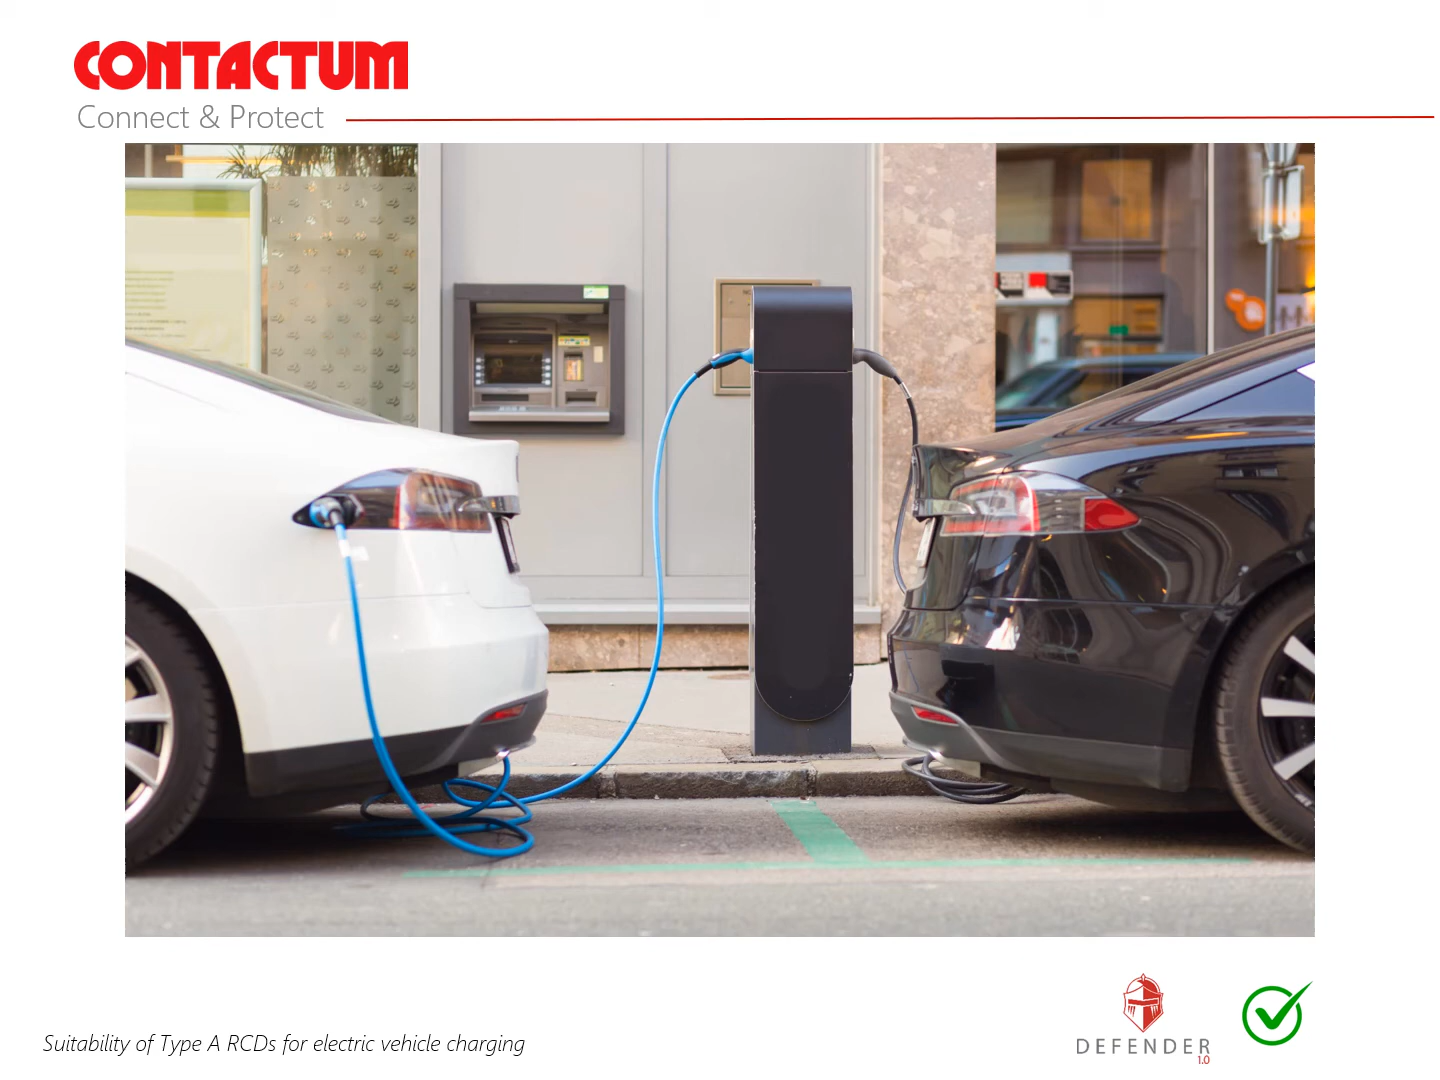 CONTACTUM
Connect & Protect
Suitability of Type A RCDs for electric vehicle charging
DEFENDER
1.0